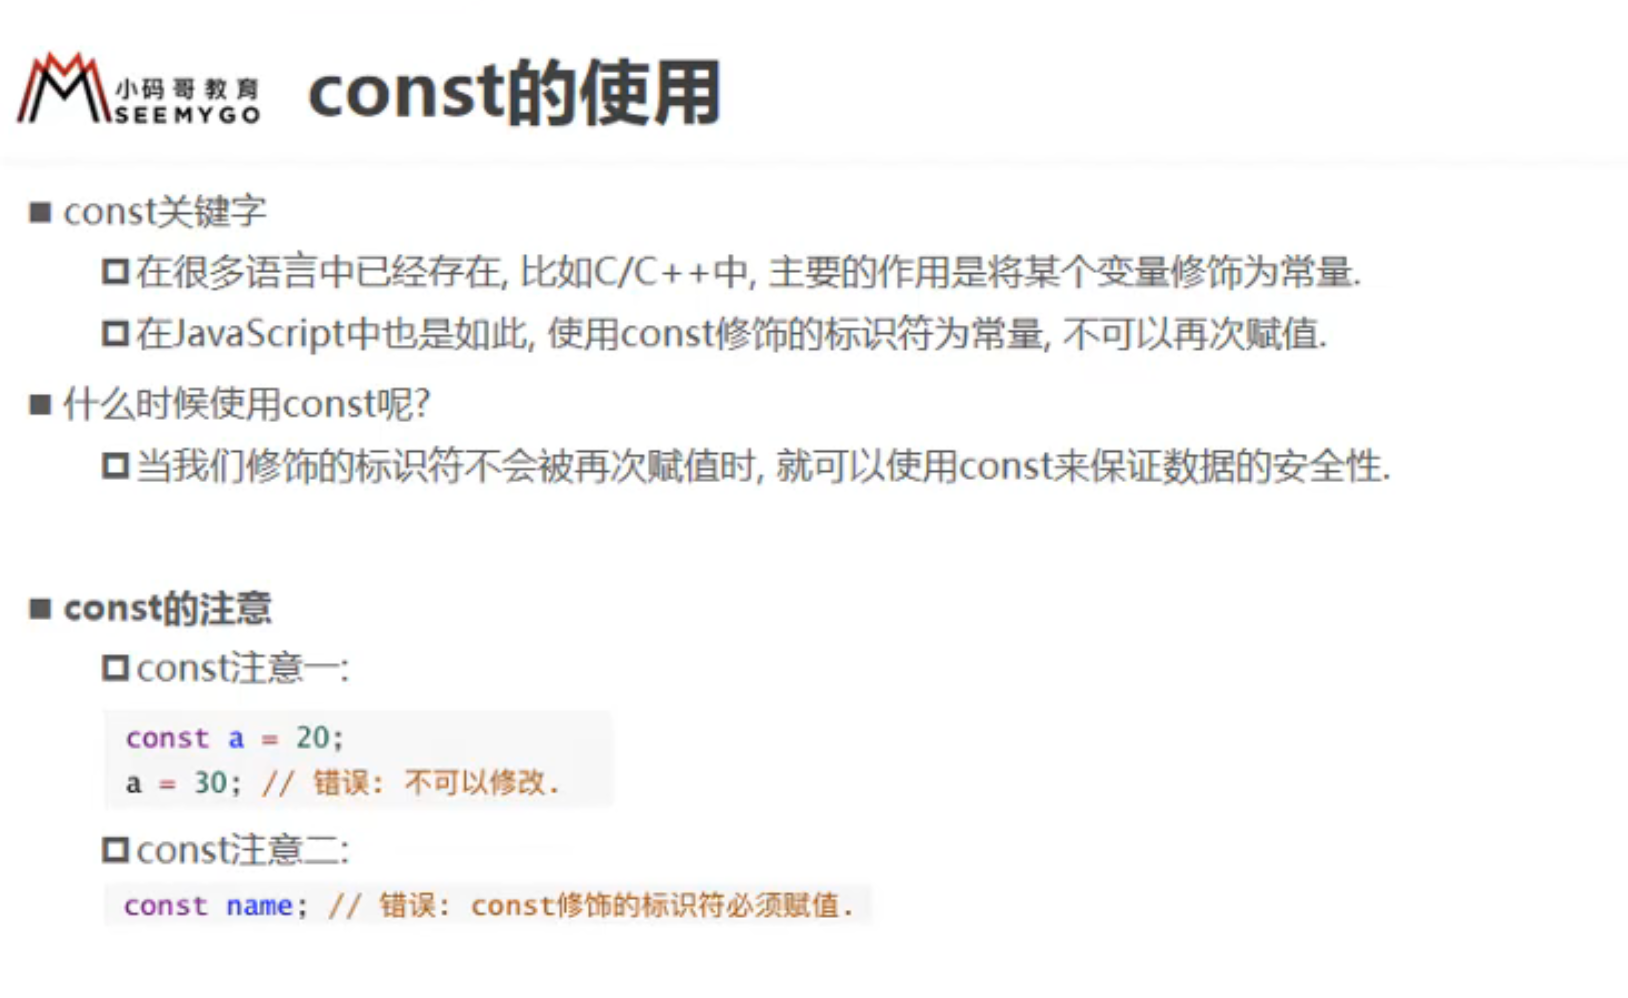 小码哥教育
SEEMYGO
const的使用
■ const关键字
在很多语言中已经存在, 比如C/C++中, 主要的作用是将某个变量修饰为常量.
在JavaScript中也是如此, 使用const修饰的标识符为常量, 不可以再次赋值.
■ 什么时候使用const呢?
当我们修饰的标识符不会被再次赋值时, 就可以使用const来保证数据的安全性.
■ const的注意
const注意一:
const a = 20;
a = 30; // 错误: 不可以修改.
const注意二:
const name; // 错误: const修饰的标识符必须赋值.